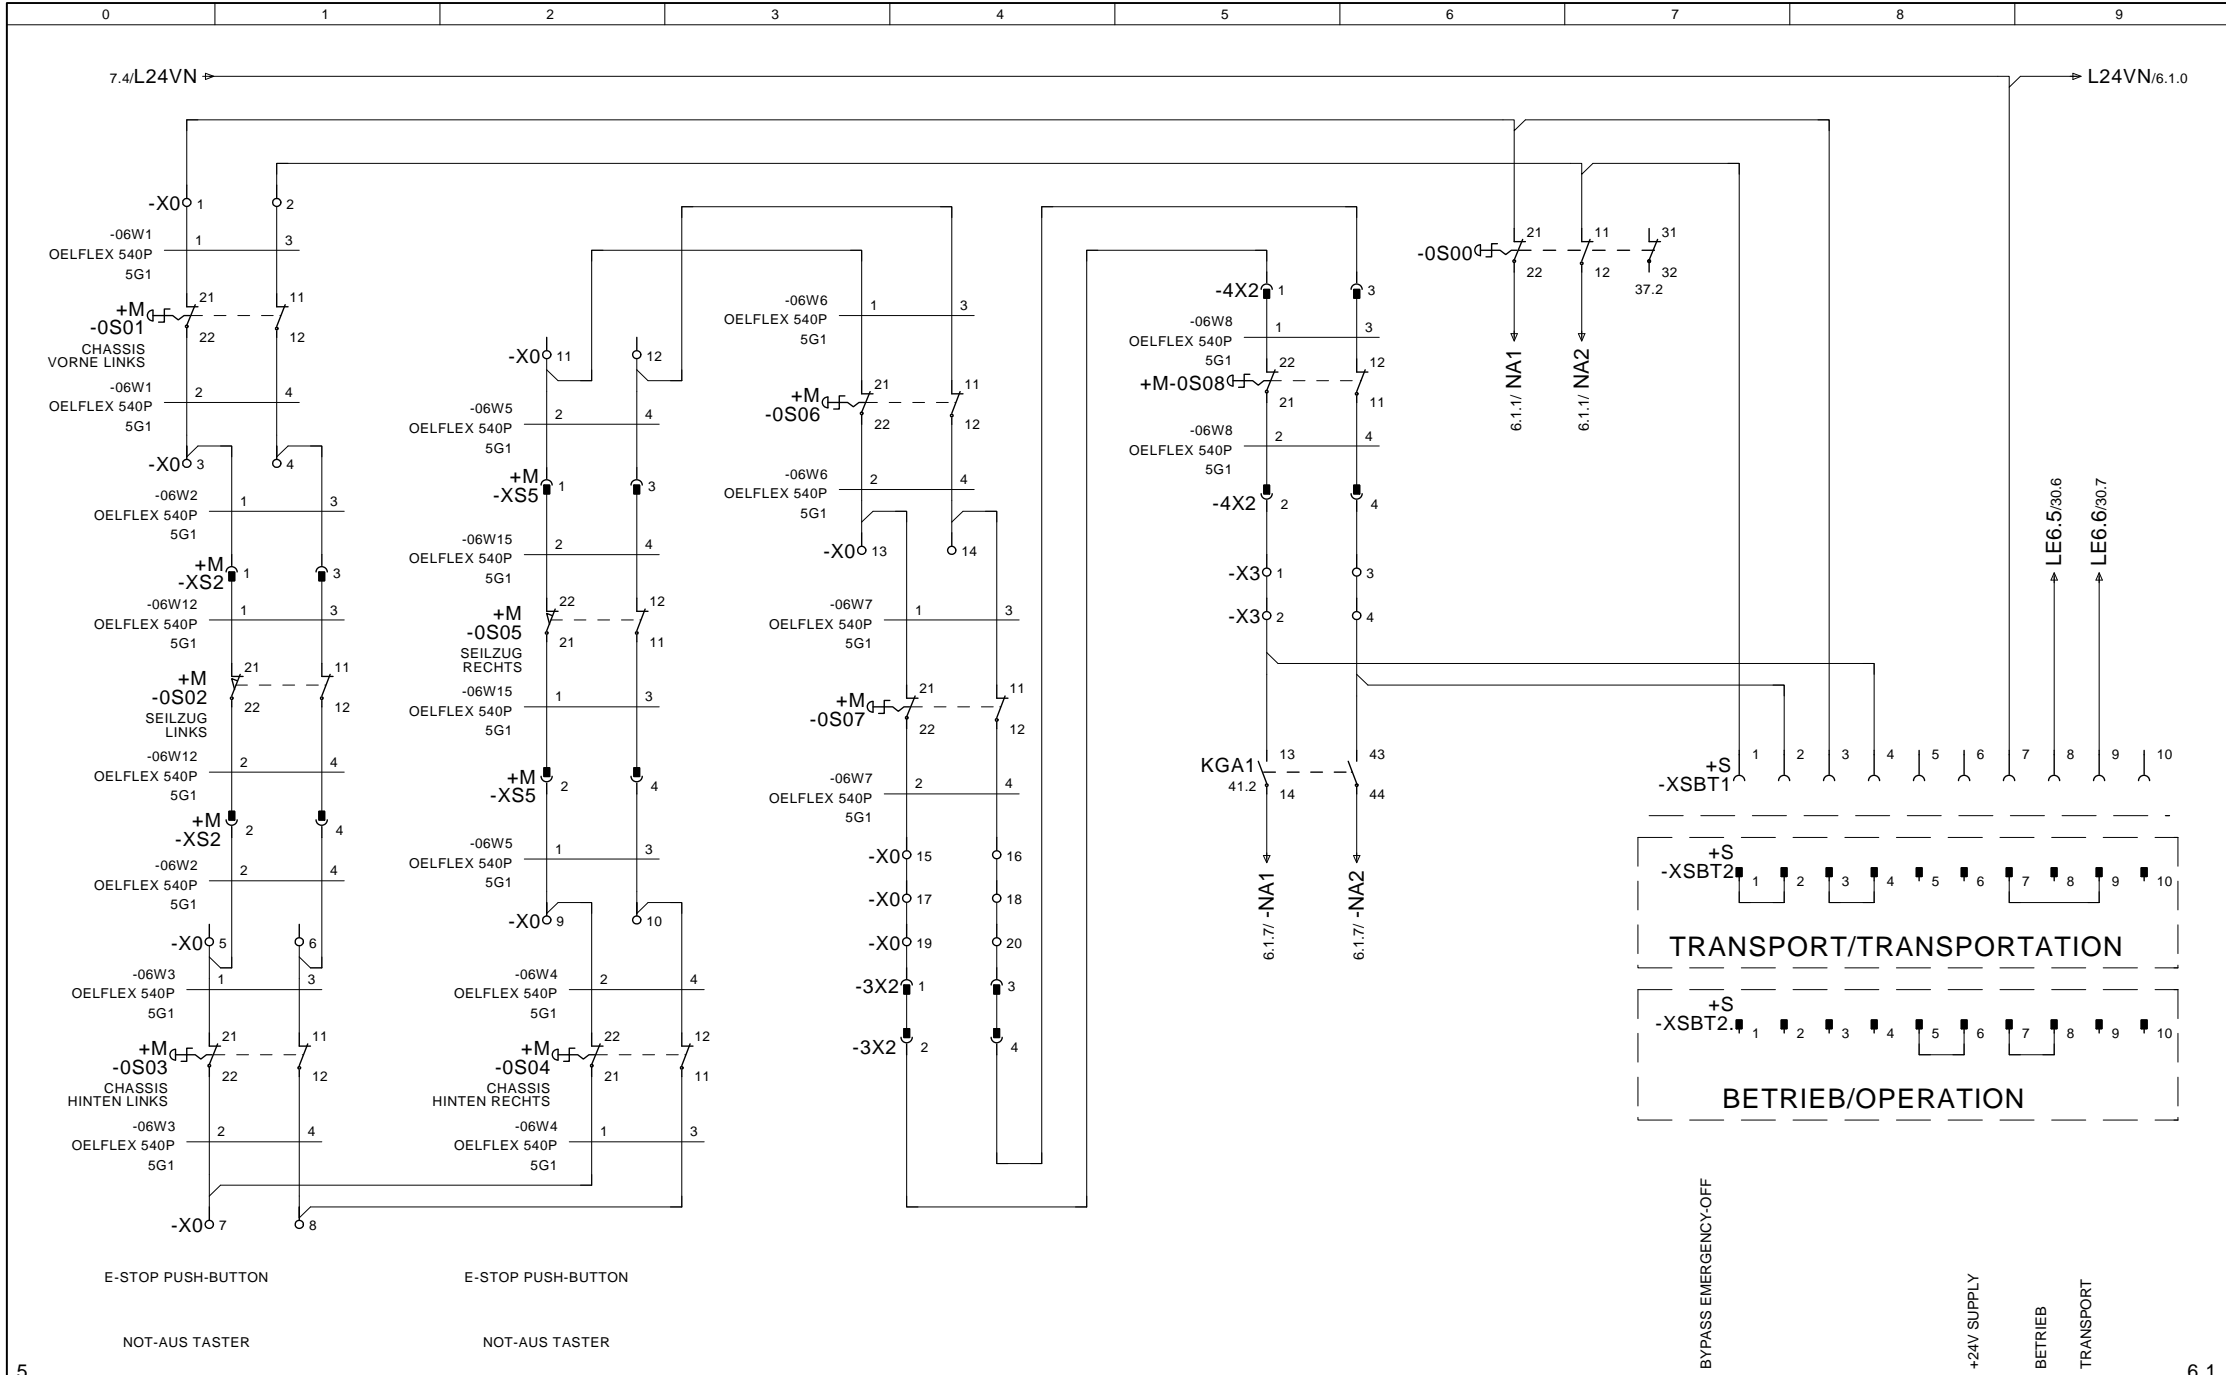 0 1 2 3 4 5 6 7 8 9
7.4/L24VN
L24VN/6.1.0
-X0 1 2
-06W1 1 3
OELFLEX 540P
5G1
+M 21 11
-0S01 22 12
CHASSIS
VORNE LINKS
-06W1 2 4
OELFLEX 540P
5G1
-X0 3 4
-06W2 1 3
OELFLEX 540P
5G1
+M
-XS2 1 3
-06W12 1 3
OELFLEX 540P
5G1
+M 21 11
-0S02 22 12
SEILZUG
LINKS
-06W12 2 4
OELFLEX 540P
5G1
+M
-XS2 2 4
-06W2 2 4
OELFLEX 540P
5G1
-X0 5 6
-06W3 1 3
OELFLEX 540P
5G1
+M 21 11
-0S03 22 12
CHASSIS
HINTEN LINKS
-06W3 2 4
OELFLEX 540P
5G1
-X0 7 8
E-STOP PUSH-BUTTON
NOT-AUS TASTER
-X0 11 12
-06W5 2 4
OELFLEX 540P
5G1
+M
-XS5 1 3
-06W15 2 4
OELFLEX 540P
5G1
+M 22 12
-0S05 21 11
SEILZUG
RECHTS
-06W15 1 3
OELFLEX 540P
5G1
+M
-XS5 2 4
-06W5 1 3
OELFLEX 540P
5G1
-X0 9 10
-06W4 2 4
OELFLEX 540P
5G1
+M 22 12
-0S04 21 11
CHASSIS
HINTEN RECHTS
-06W4 1 3
OELFLEX 540P
5G1
E-STOP PUSH-BUTTON
NOT-AUS TASTER
-06W6 1 3
OELFLEX 540P
5G1
+M 21 11
-0S06 22 12
-06W6 2 4
OELFLEX 540P
5G1
-X0 13 14
-06W7 1 3
OELFLEX 540P
5G1
+M 21 11
-0S07 22 12
-06W7 2 4
OELFLEX 540P
5G1
-X0 15 16
-X0 17 18
-X0 19 20
-3X2 1 3
-3X2 2 4
-4X2 1 3
-06W8 1 3
OELFLEX 540P
5G1
22 12
+M-0S08 21 11
-06W8 2 4
OELFLEX 540P
5G1
-4X2 2 4
-X3 1 3
-X3 2 4
KGA1 13 43
41.2 14 44
6.1.7/ -NA1
6.1.7/ -NA2
21 11 31
-0S00 22 12 32
37.2
6.1.1/ NA1
6.1.1/ NA2
LE6.5/30.6
LE6.6/30.7
+S
-XSBT1 1 2 3 4 5 6 7 8 9 10
+S
-XSBT2 1 2 3 4 5 6 7 8 9 10
TRANSPORT/TRANSPORTATION
+S
-XSBT2. 1 2 3 4 5 6 7 8 9 10
BETRIEB/OPERATION
BYPASS EMERGENCY-OFF
+24V SUPPLY
BETRIEB
TRANSPORT
5
6.1